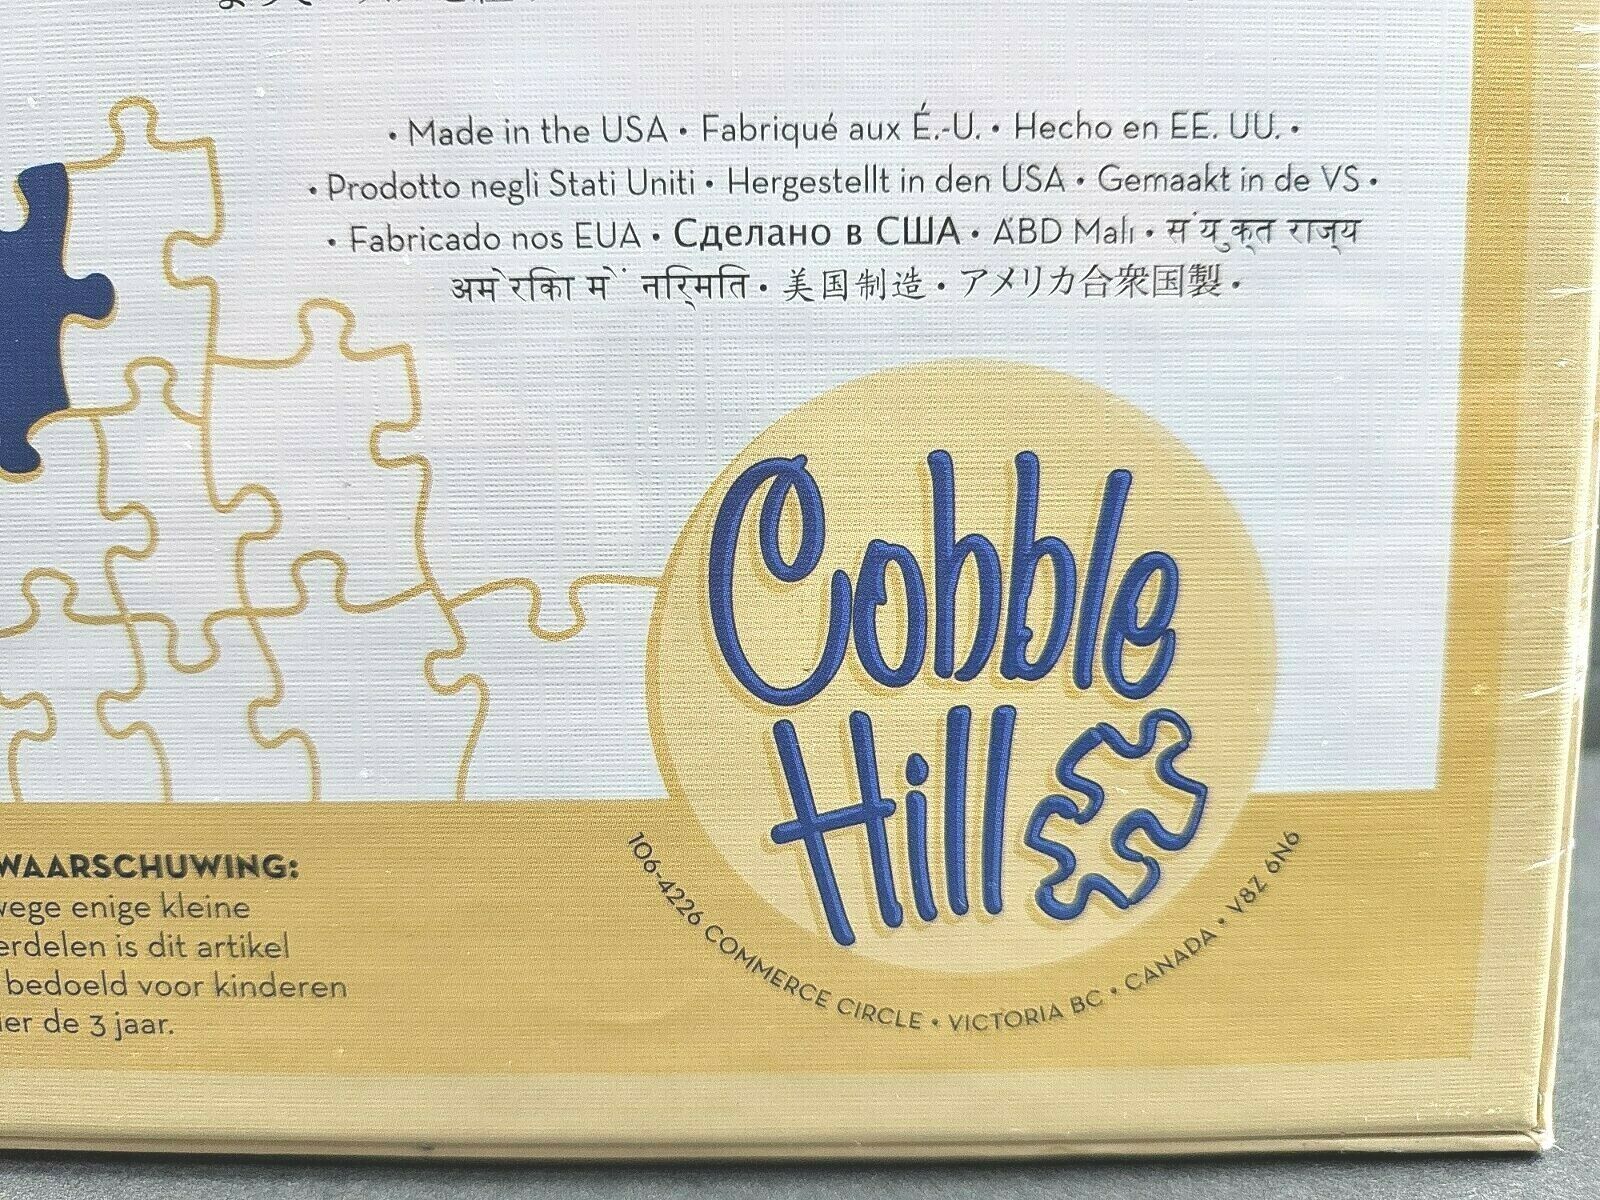 • Made in the USA • Fabriqué aux É.-U. • Hecho en EE. UU. •
• Prodotto negli Stati Uniti • Hergestellt in den USA • Gemaakt in de VS •
• Fabricado nos EUA • Сделано в США • ABD Malı • संयुक्त राज्य
अमेरिका में निर्मित • 美国制造 • アメリカ合衆国製 •
Cobble
Hill
106-4226 COMMERCE CIRCLE • VICTORIA BC • CANADA • V8Z 6N6
WAARSCHUWING:
enige kleine
is dit artikel
bedoeld voor kinderen
de 3 jaar.